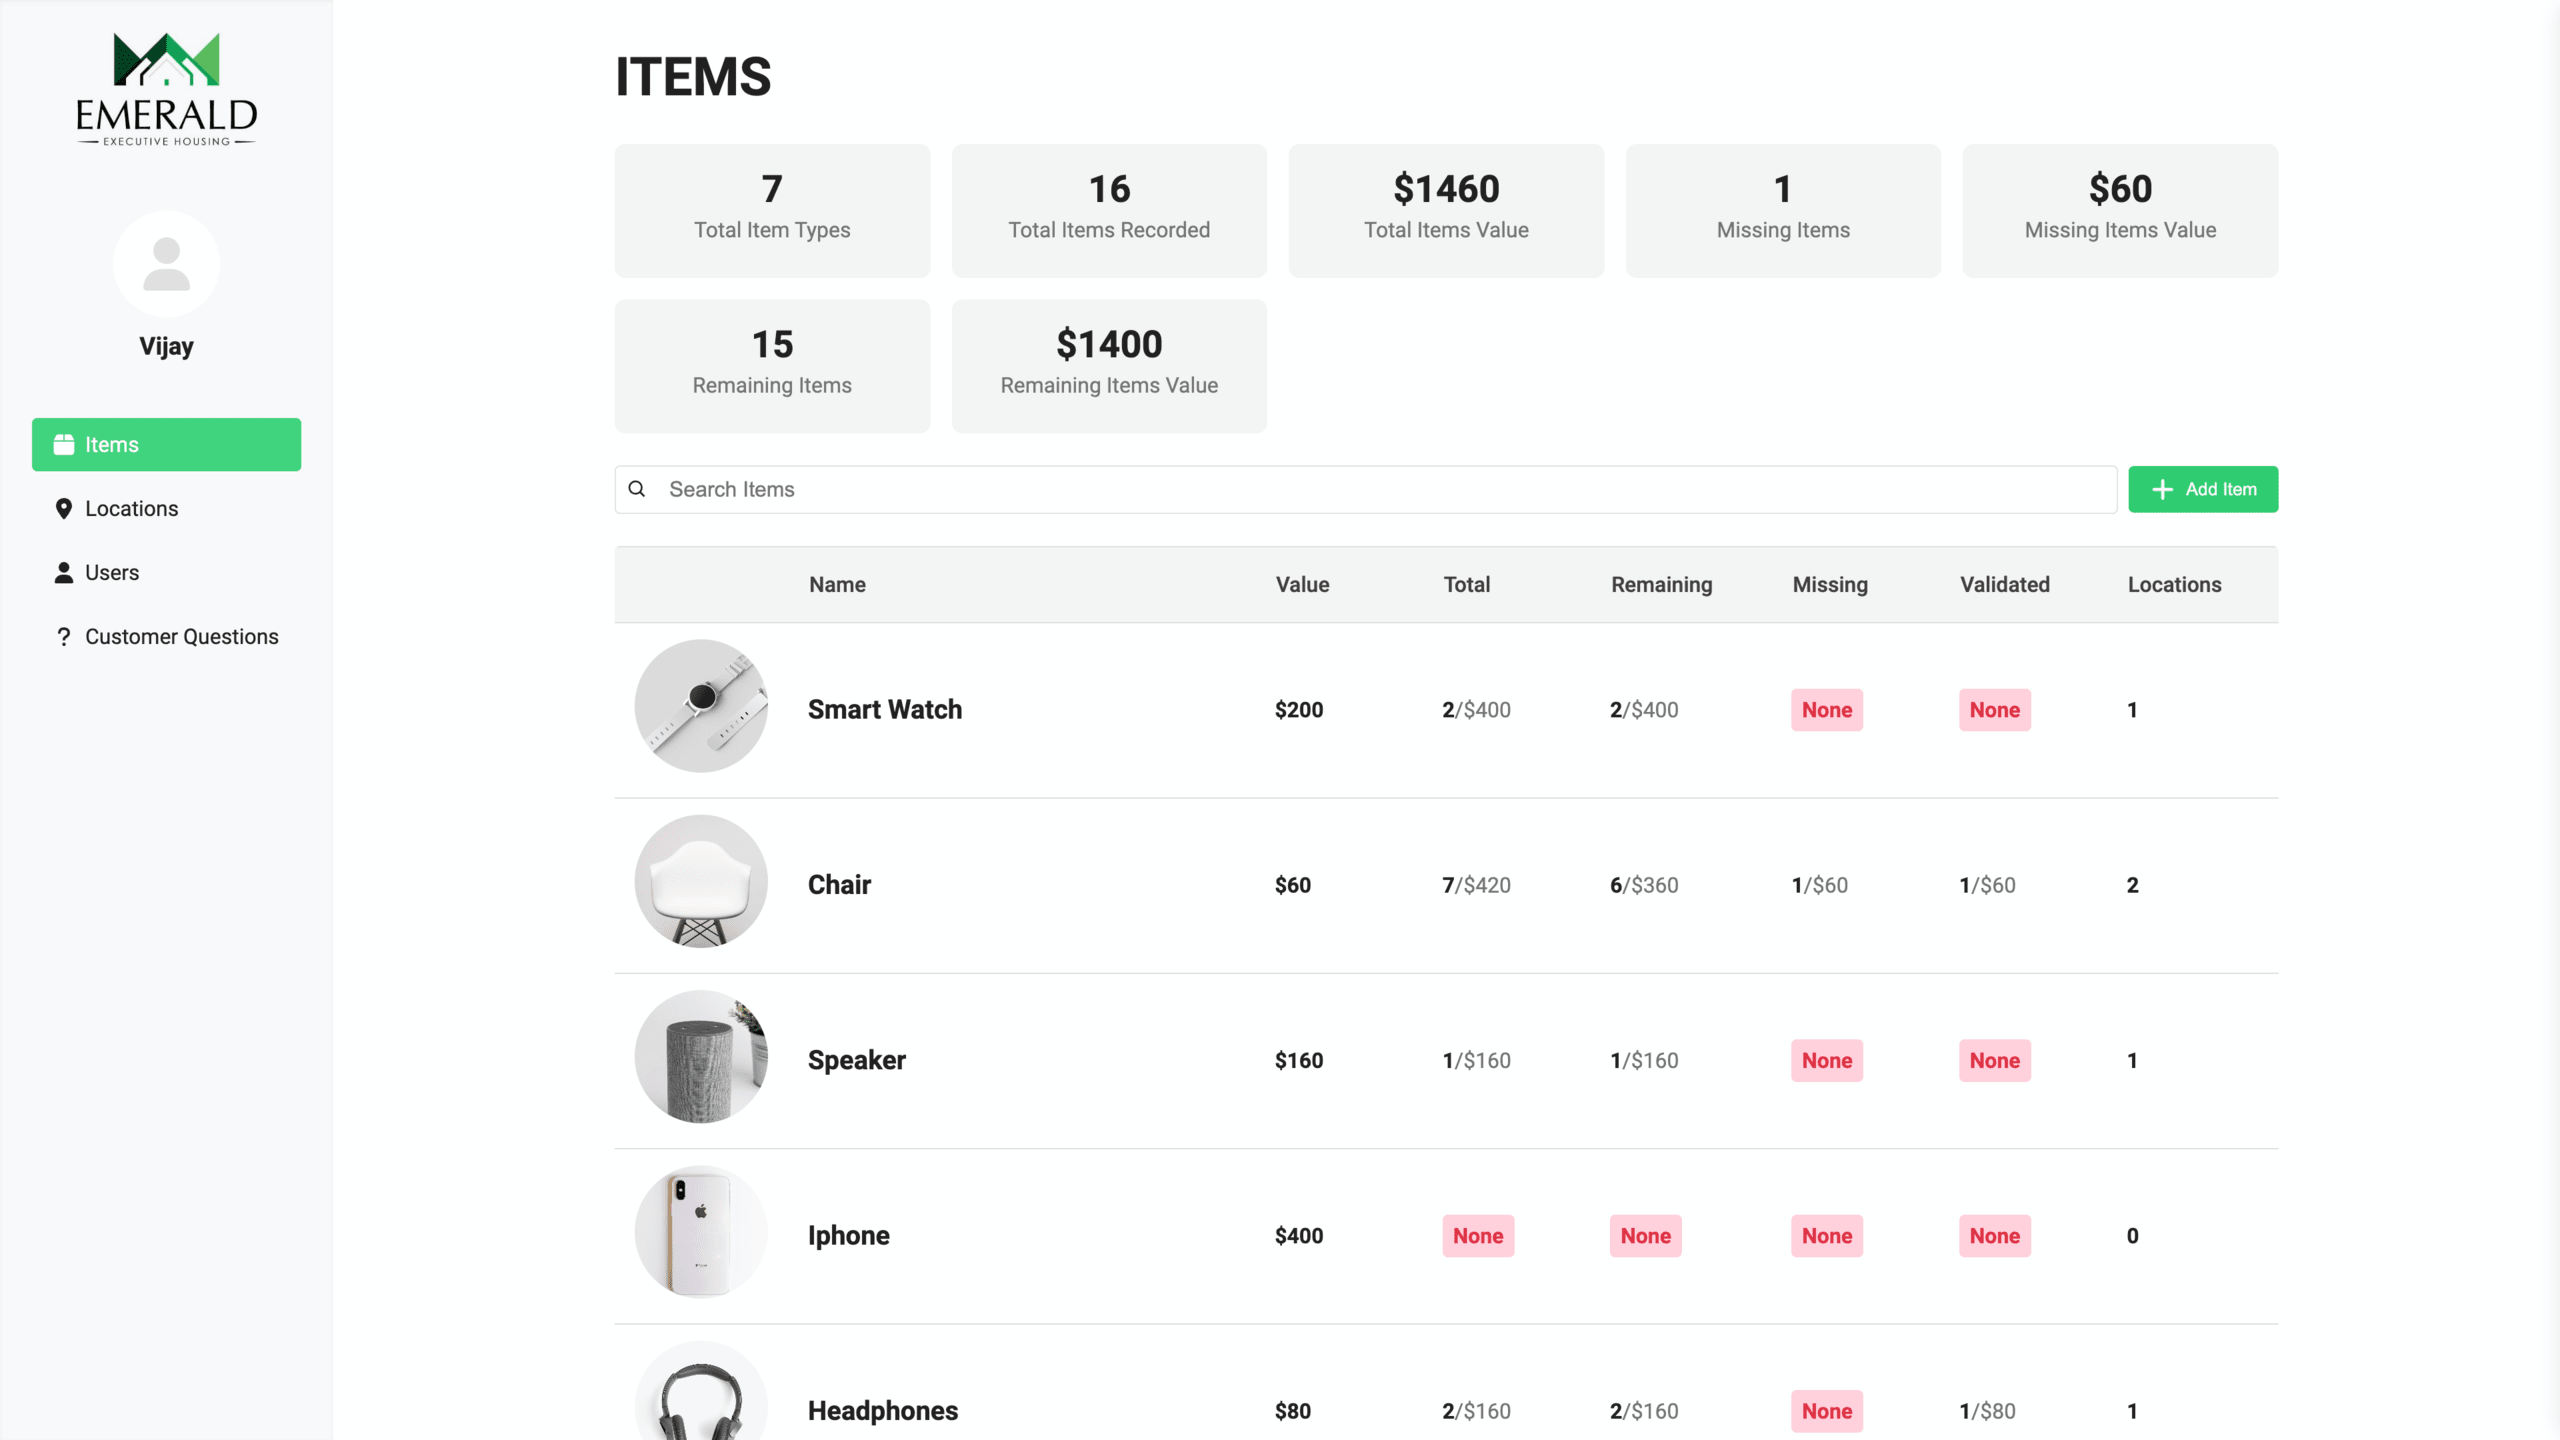 EMERALD
EXECUTIVE HOUSING
Vijay
Items
Locations
Users
? Customer Questions
ITEMS
7
Total Item Types
16
Total Items Recorded
$1460
Total Items Value
1
Missing Items
$60
Missing Items Value
15
Remaining Items
$1400
Remaining Items Value
Search Items
+ Add Item
Name Value Total Remaining Missing Validated Locations
Smart Watch $200 2/$400 2/$400 None None 1
Chair $60 7/$420 6/$360 1/$60 1/$60 2
Speaker $160 1/$160 1/$160 None None 1
Iphone $400 None None None None 0
Headphones $80 2/$160 2/$160 None 1/$80 1